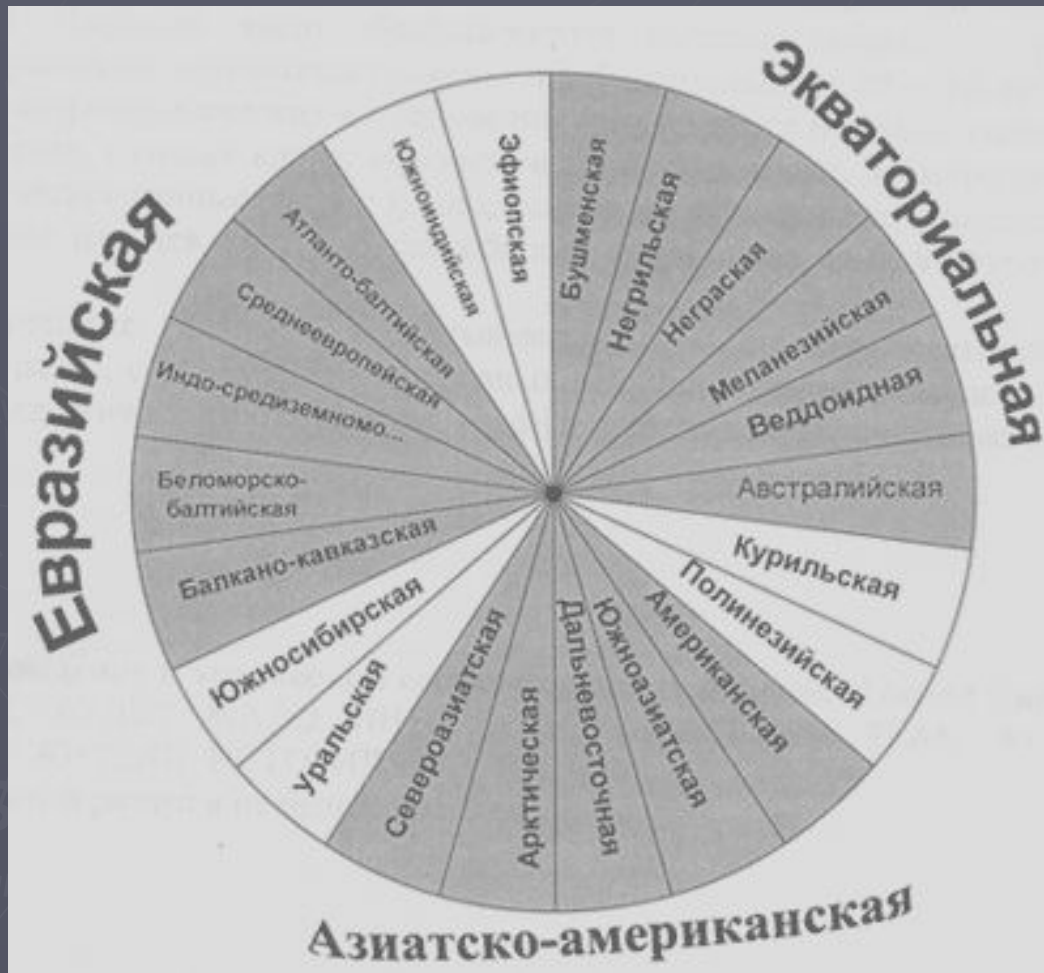 Экваториальная
Бушменская
Негрильская
Неграская
Меланезийская
Веддоидная
Австралийская
Курильская
Полинезийская
Американская
Южноазиатская
Дальневосточная
Арктическая
Североазиатская
Азиатско-американская
Уральская
Южносибирская
Балкано-кавказская
Беломорско-
балтийская
Индо-средиземномо...
Среднеевропейская
Атланто-балтийская
Евразийская
Южноиндийская
Эфиопская